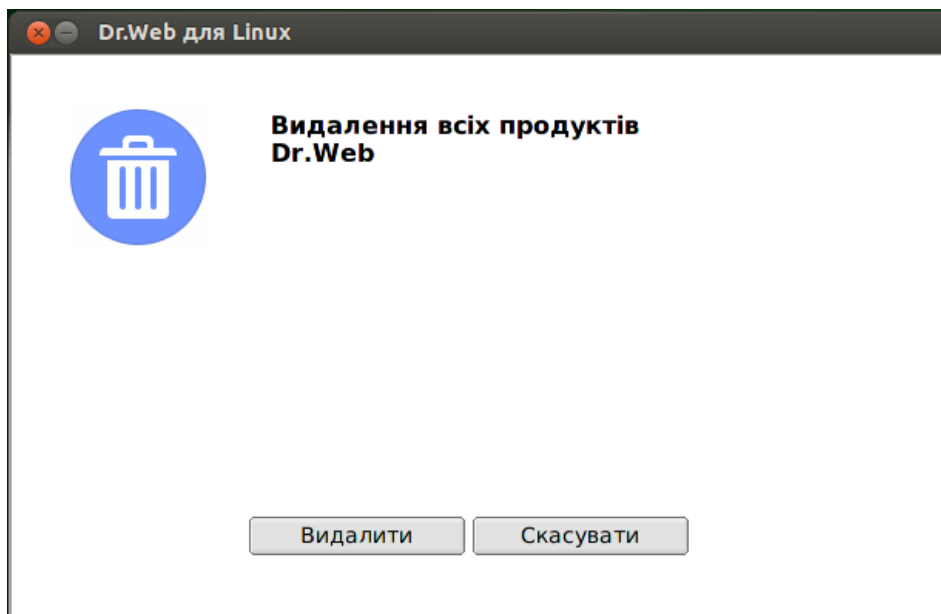 Dr.Web для Linux
Видалення всіх продуктів
Dr.Web
Видалити
Скасувати